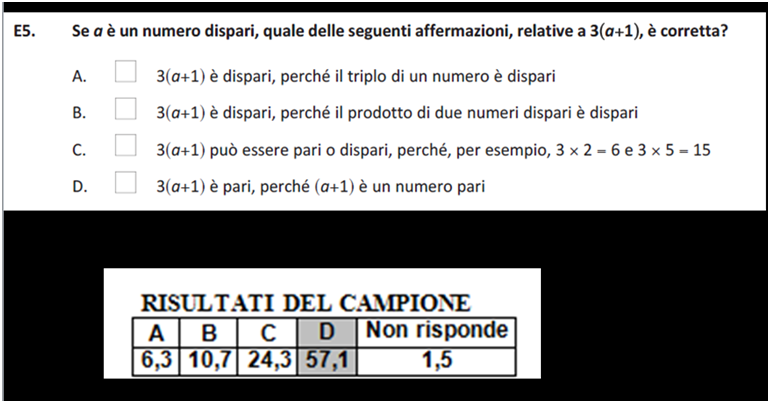 E5. Se a è un numero dispari, quale delle seguenti affermazioni, relative a 3(a+1), è corretta?
A. 3(a+1) è dispari, perché il triplo di un numero è dispari
B. 3(a+1) è dispari, perché il prodotto di due numeri dispari è dispari
C. 3(a+1) può essere pari o dispari, perché, per esempio, 3 × 2 = 6 e 3 × 5 = 15
D. 3(a+1) è pari, perché (a+1) è un numero pari
RISULTATI DEL CAMPIONE
A B C D Non risponde
6,3 10,7 24,3 57,1 1,5